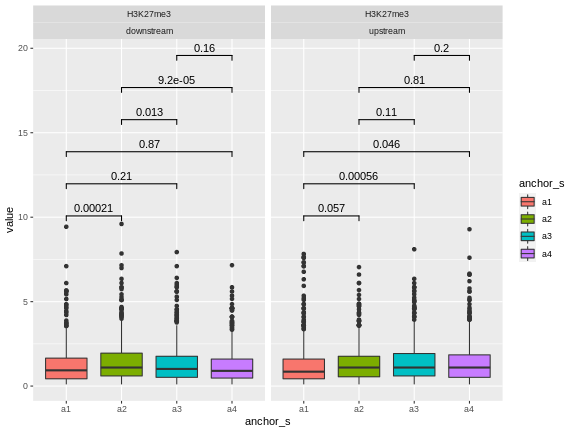 H3K27me3 H3K27me3
downstream upstream
0.16 0.2
9.2e-05 0.81
0.013 0.11
0.87 0.046
0.21 0.00056
0.00021 0.057
20
15
10
5
0
value
a1 a2 a3 a4 a1 a2 a3 a4
anchor_s
anchor_s
a1
a2
a3
a4